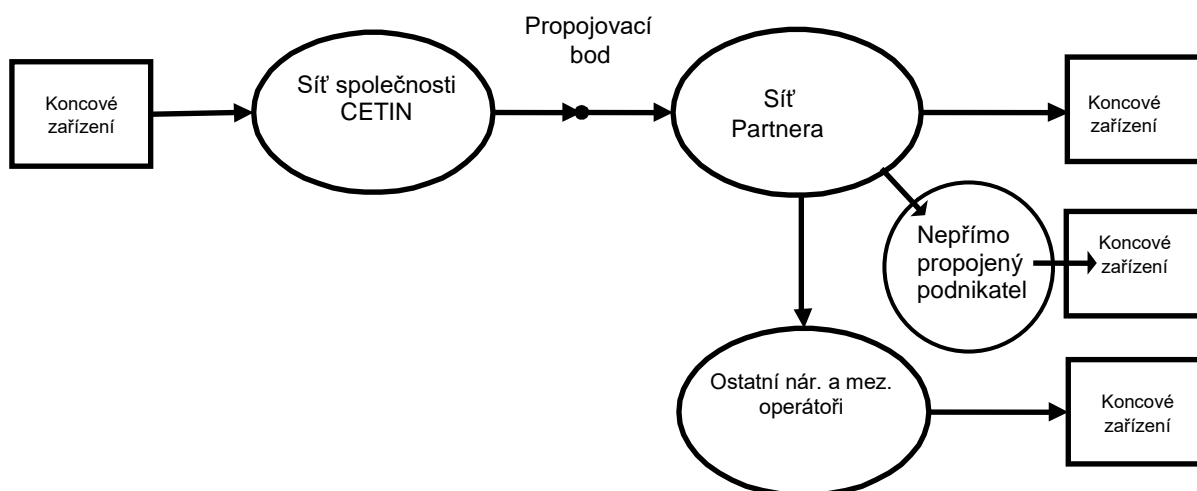 Propojovací
bod
Koncové
zařízení
Síť společnosti
ČETIN
Síť
Partnera
Koncové
zařízení
Nepřímo
propojený
podnikatel
Koncové
zařízení
Ostatní nár. a mez.
operátoři
Koncové
zařízení